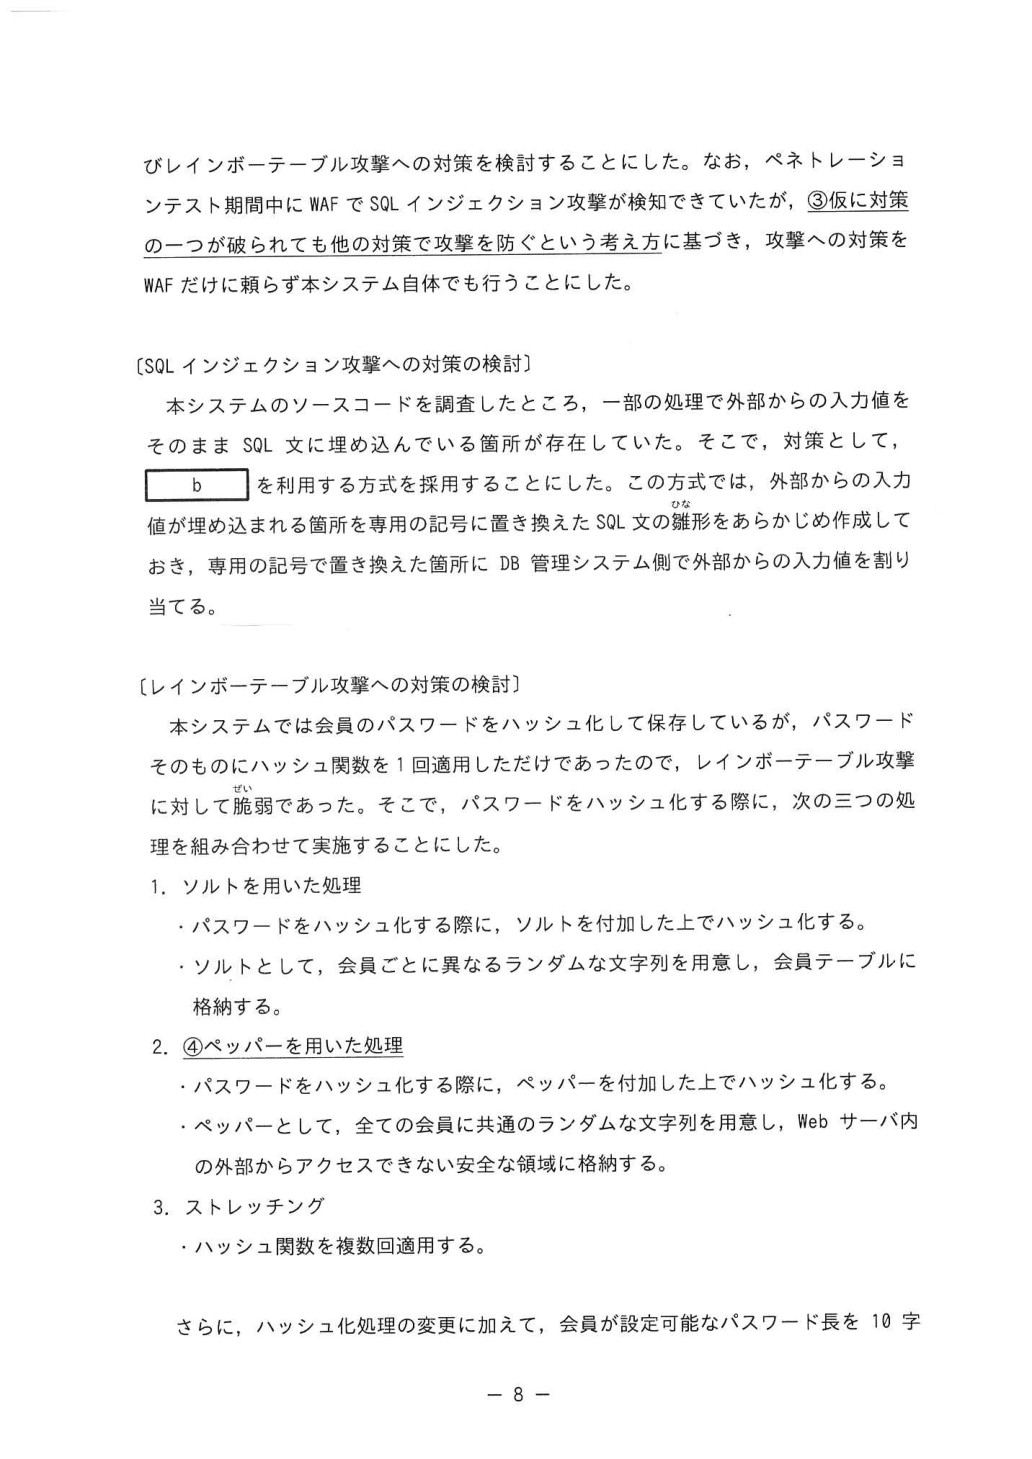 びレインボーテーブル攻撃への対策を検討することにした。なお，ペネトレーショ
ンテスト期間中に WAF で SQL インジェクション攻撃が検知できていたが，③仮に対策
の一つが破られても他の対策で攻撃を防ぐという考え方に基づき，攻撃への対策を
WAF だけに頼らず本システム自体でも行うことにした。
〔SQL インジェクション攻撃への対策の検討〕
本システムのソースコードを調査したところ，一部の処理で外部からの入力値を
そのまま SQL 文に埋め込んでいる箇所が存在していた。そこで，対策として，
b を利用する方式を採用することにした。この方式では，外部からの入力
ひな
値が埋め込まれる箇所を専用の記号に置き換えた SQL 文の雛形をあらかじめ作成して
おき，専用の記号で置き換えた箇所に DB 管理システム側で外部からの入力値を割り
当てる。
〔レインボーテーブル攻撃への対策の検討〕
本システムでは会員のパスワードをハッシュ化して保存しているが，パスワード
そのものにハッシュ関数を 1 回適用しただけであったので，レインボーテーブル攻撃
ぜい
に対して脆弱であった。そこで，パスワードをハッシュ化する際に，次の三つの処
理を組み合わせて実施することにした。
1. ソルトを用いた処理
・パスワードをハッシュ化する際に，ソルトを付加した上でハッシュ化する。
・ソルトとして，会員ごとに異なるランダムな文字列を用意し，会員テーブルに
格納する。
2. ④ペッパーを用いた処理
・パスワードをハッシュ化する際に，ペッパーを付加した上でハッシュ化する。
・ペッパーとして，全ての会員に共通のランダムな文字列を用意し，Web サーバ内
の外部からアクセスできない安全な領域に格納する。
3. ストレッチング
・ハッシュ関数を複数回適用する。
さらに，ハッシュ化処理の変更に加えて，会員が設定可能なパスワード長を 10 字
－ 8 －